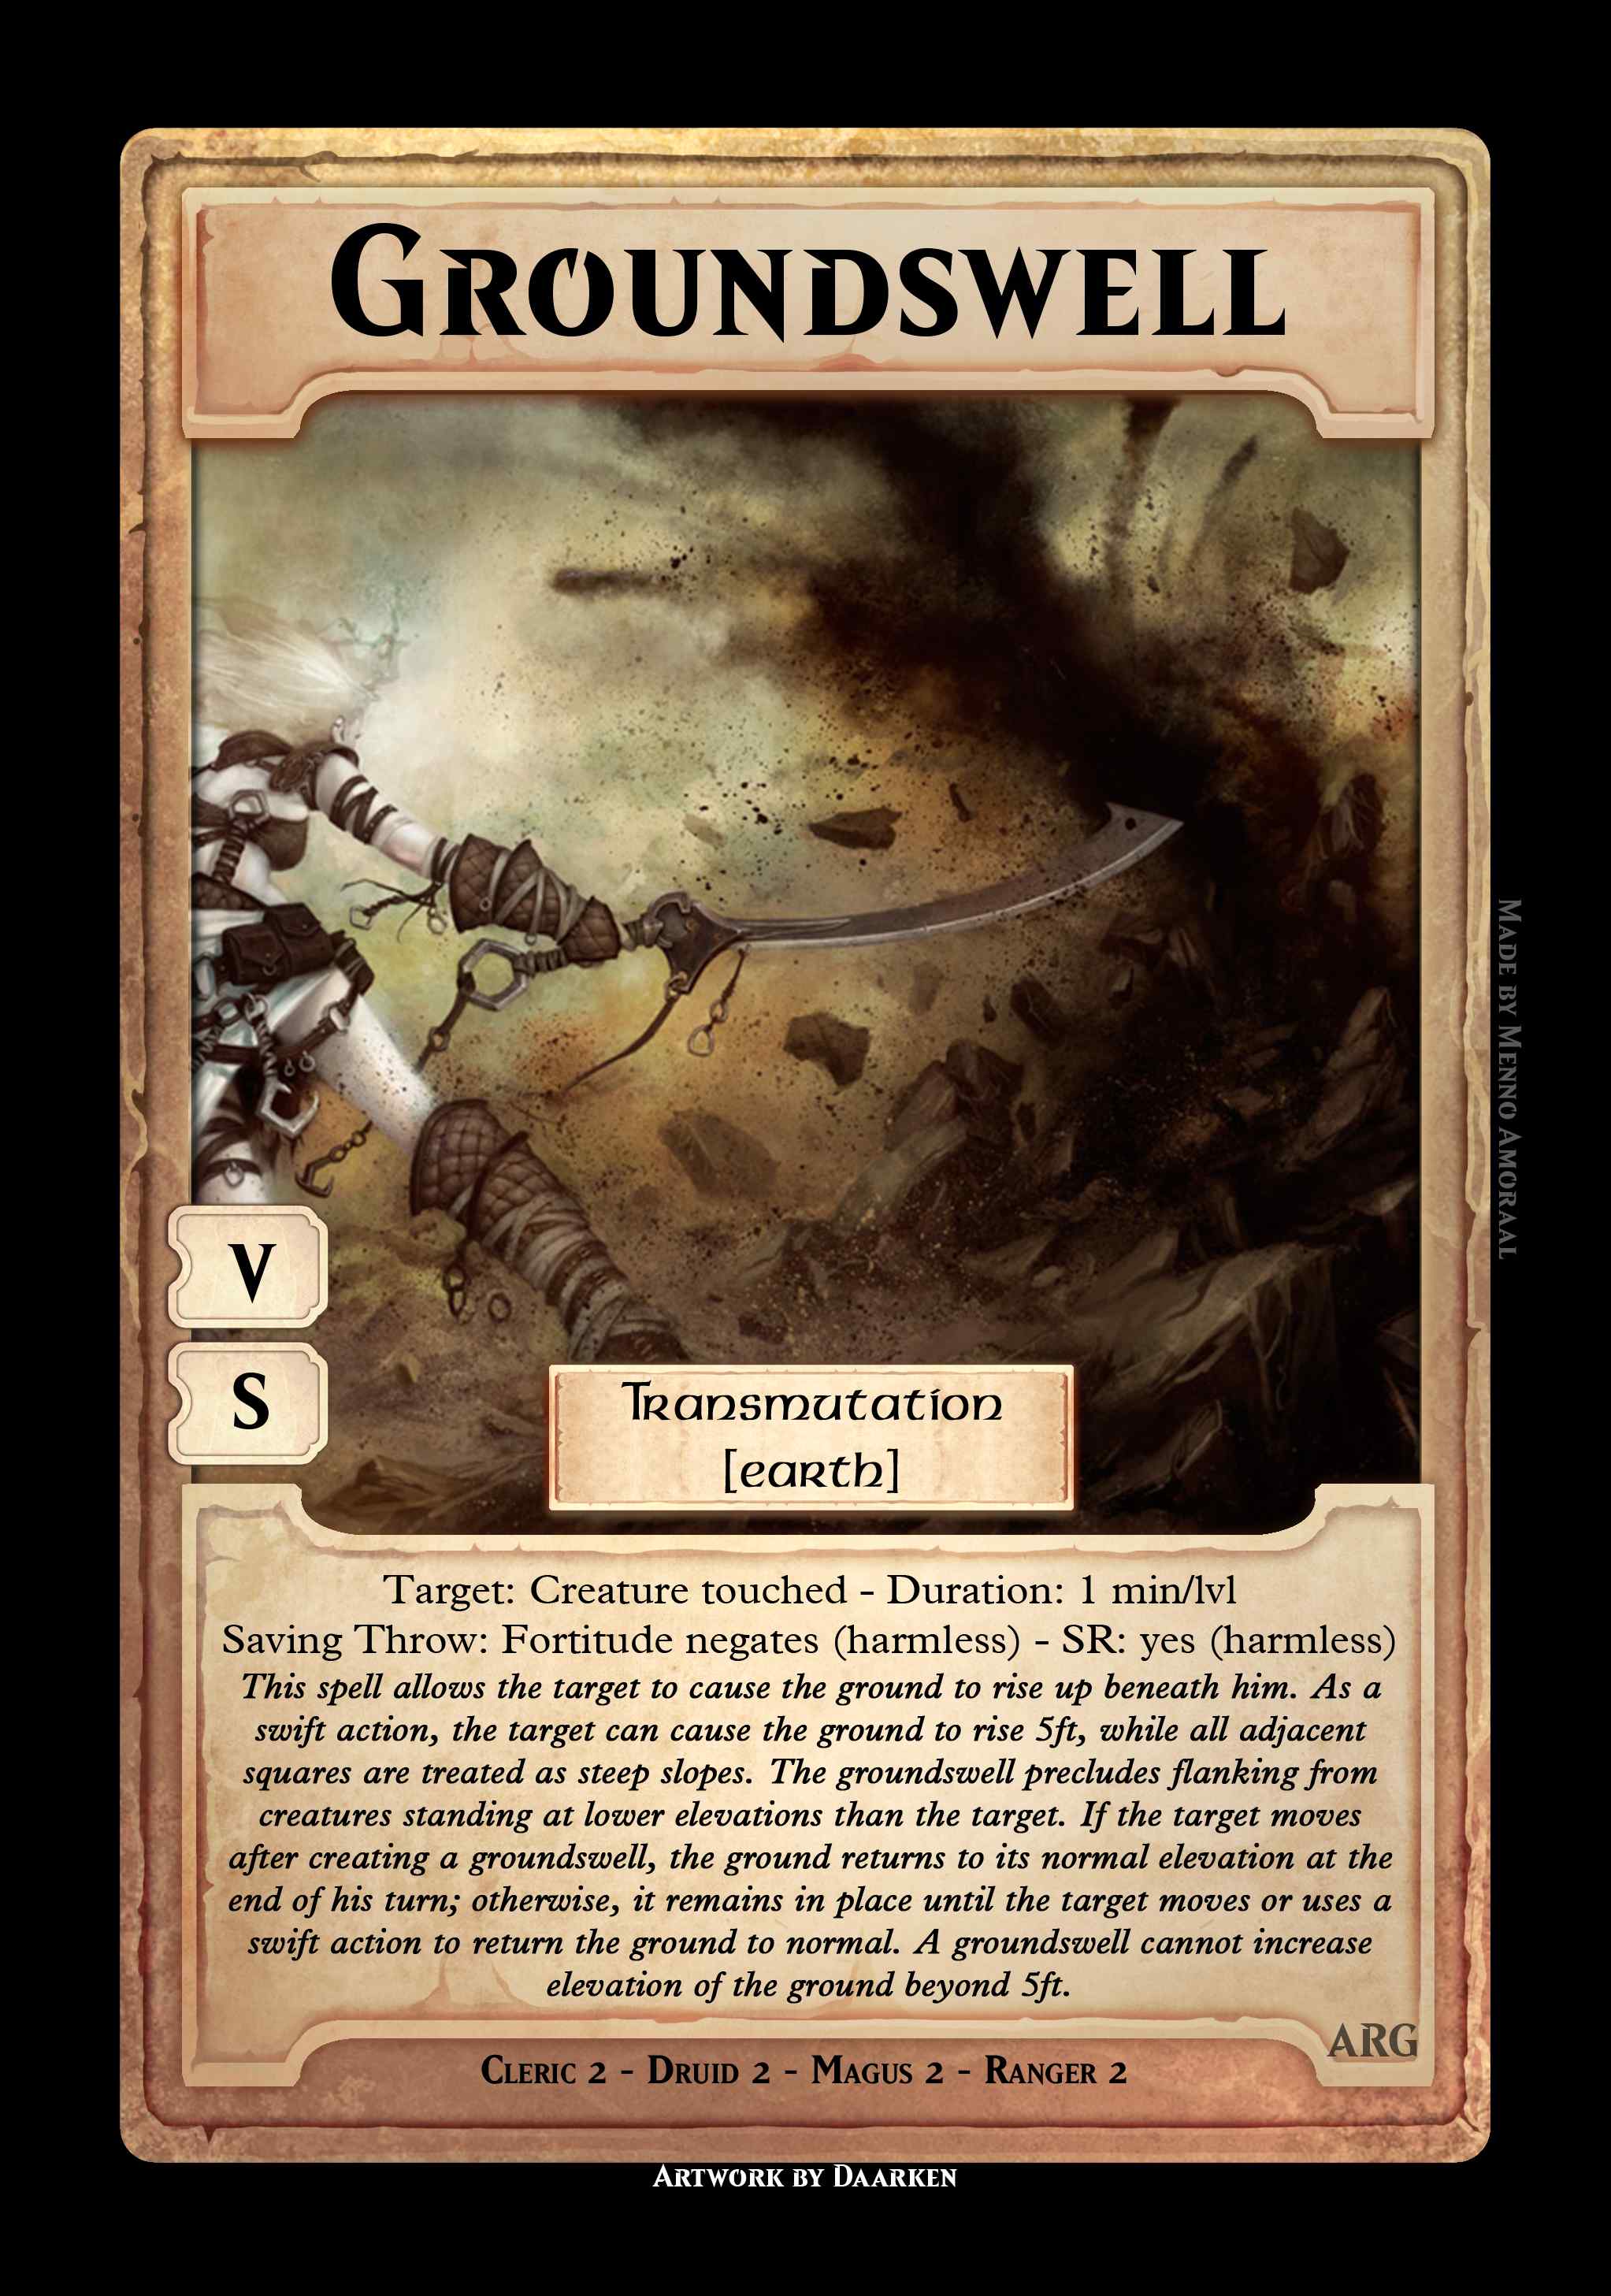 Groundswell
V
S
Transmutation
[earth]
Target: Creature touched - Duration: 1 min/lvl
Saving Throw: Fortitude negates (harmless) - SR: yes (harmless)
This spell allows the target to cause the ground to rise up beneath him. As a
swift action, the target can cause the ground to rise 5ft, while all adjacent
squares are treated as steep slopes. The groundswell precludes flanking from
creatures standing at lower elevations than the target. If the target moves
after creating a groundswell, the ground returns to its normal elevation at the
end of his turn; otherwise, it remains in place until the target moves or uses a
swift action to return the ground to normal. A groundswell cannot increase
elevation of the ground beyond 5ft.
ARG
Cleric 2 - Druid 2 - Magus 2 - Ranger 2
Artwork by Daarken
Made by Menno Amoraal